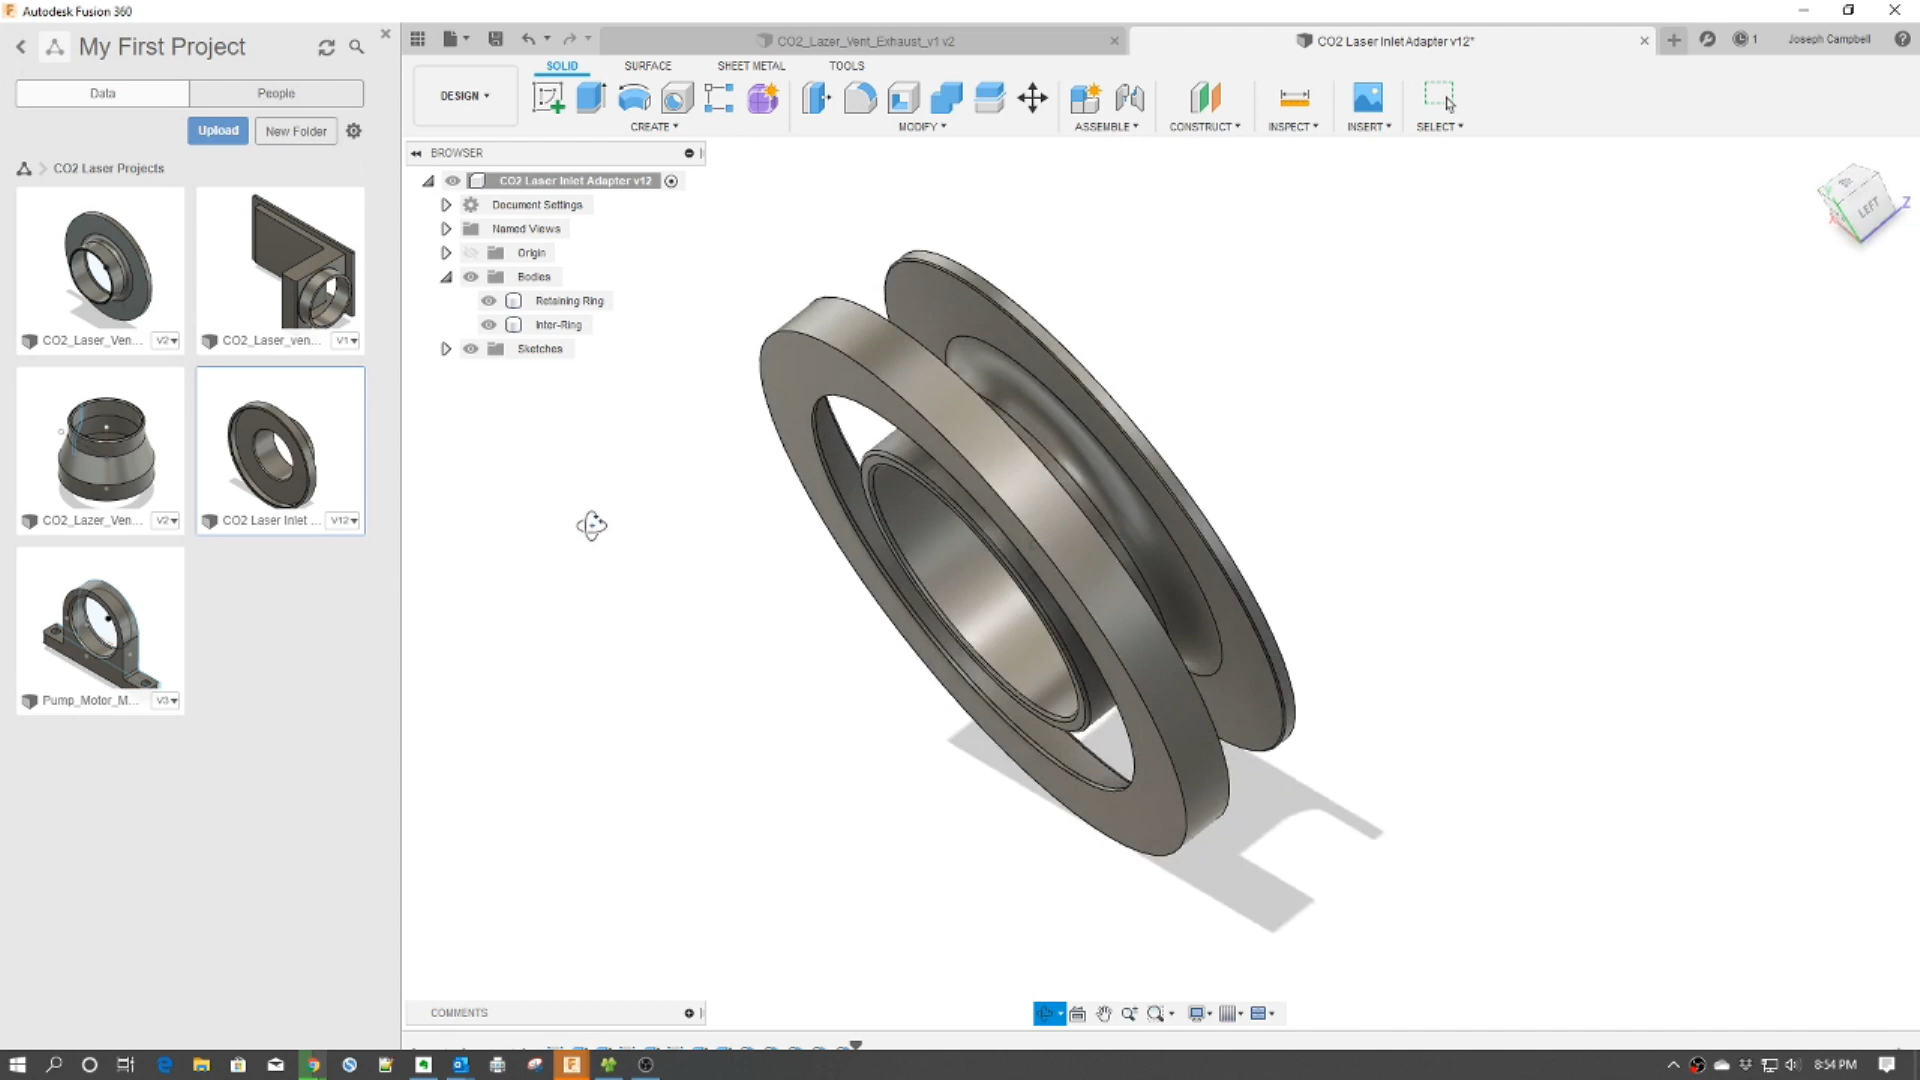 Autodesk Fusion 360
My First Project
Data
People
Upload
New Folder
CO2 Laser Projects
CO2_Laser_Ven...
V2
CO2_Laser_ven...
V1
CO2_Lazer_Ven...
V2
CO2 Laser Inlet ...
V12
Pump_Motor_M...
V3
CO2_Lazer_Vent_Exhaust_v1 v2
CO2 Laser Inlet Adapter v12*
1
Joseph Campbell
DESIGN
SOLID
SURFACE
SHEET METAL
TOOLS
CREATE
MODIFY
ASSEMBLE
CONSTRUCT
INSPECT
INSERT
SELECT
BROWSER
CO2 Laser Inlet Adapter v12
Document Settings
Named Views
Origin
Bodies
Retaining Ring
Inter-Ring
Sketches
LEFT
Z
COMMENTS
8:54 PM